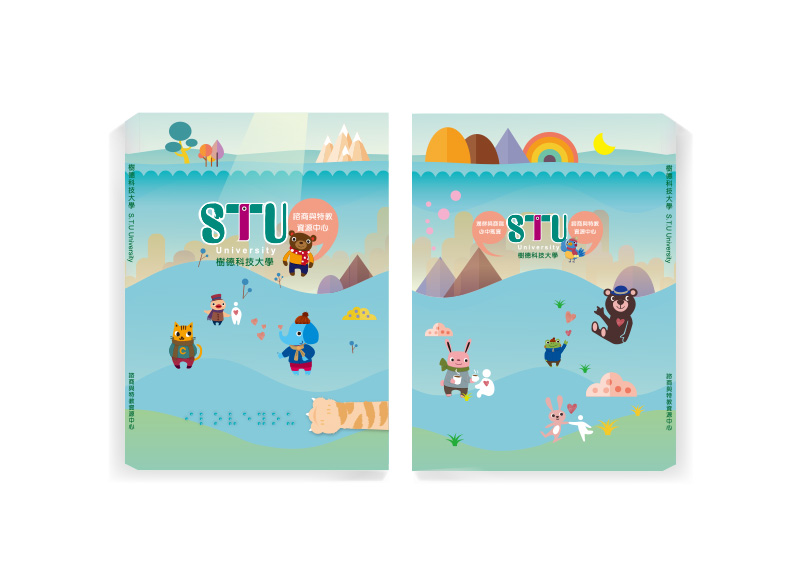 樹德科技大學 S.T.U University
諮商與特教資源中心
STU
University
樹德科技大學
諮商與特教
資源中心
C
諮商與特教
資源中心
STU
University
樹德科技大學
樹德科技大學 S.T.U University
諮商與特教資源中心